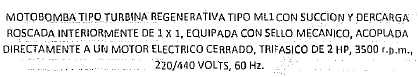 MOTOBOMBA TIPO TURBINA REGENERATIVA TIPO ML1 CON SUCCION Y DERCARGA
ROSCADA INTERIORMENTE DE 1 X 1, EQUIPADA CON SELLO MECANICO, ACOPLADA
DIRECTAMENTE A UN MOTOR ELECTRICO CERRADO, TRIFASICO DE 2 HP, 3500 r.p.m.,
220/440 VOLTS, 60 Hz.